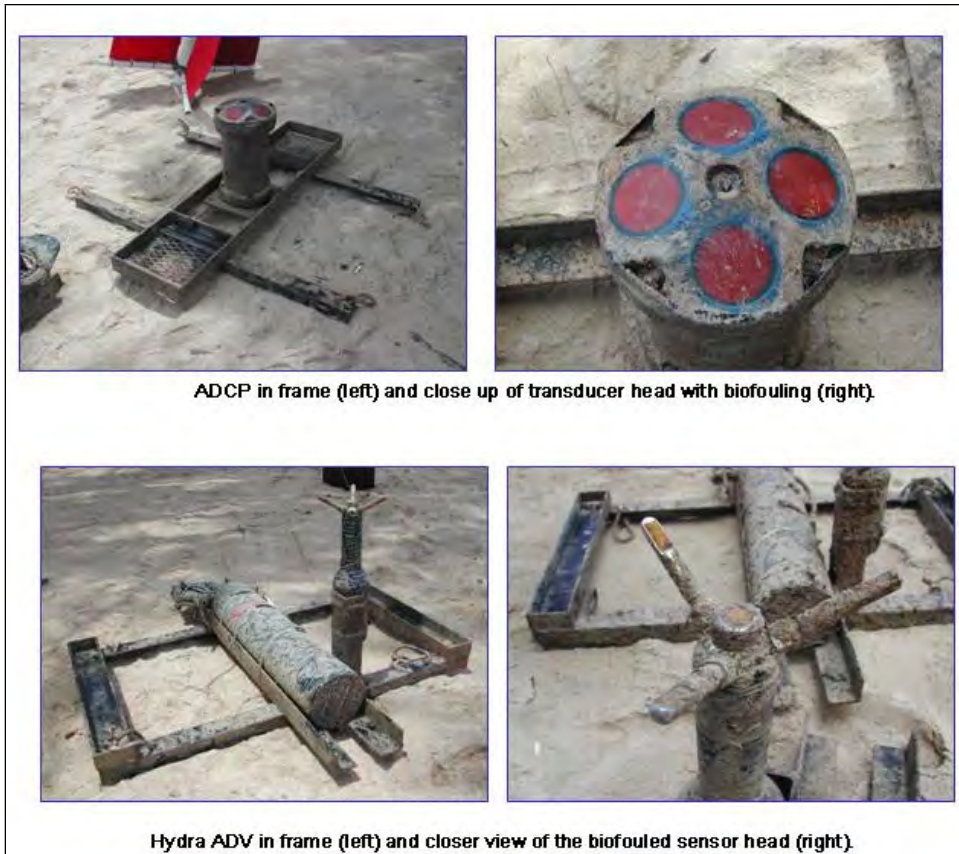 ADCP in frame (left) and close up of transducer head with biofouling (right).
Hydra ADV in frame (left) and closer view of the biofouled sensor head (right).